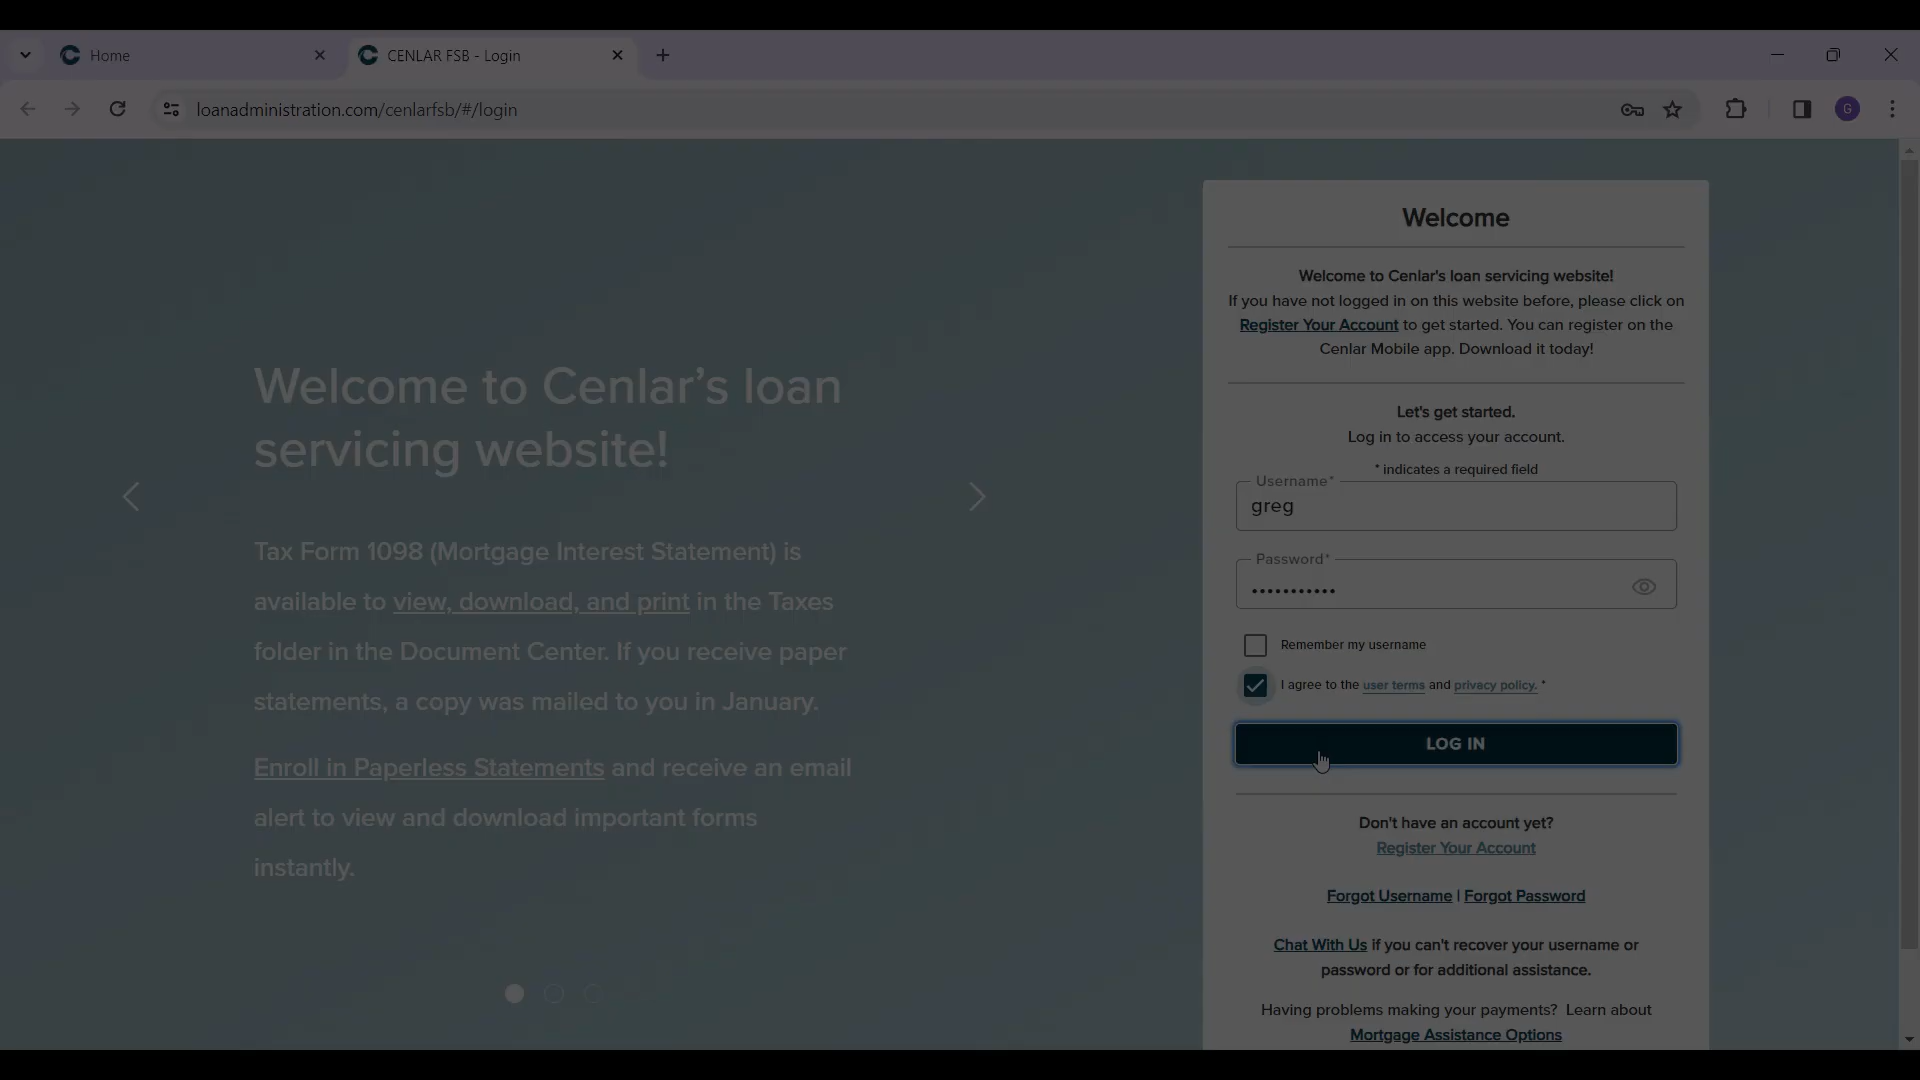 Home
CENLAR FSB - Login
loanadministration.com/cenlarfsb/#/login
G
Welcome to Cenlar’s loan
servicing website!
Tax Form 1098 (Mortgage Interest Statement) is
available to view, download, and print in the Taxes
folder in the Document Center. If you receive paper
statements, a copy was mailed to you in January.
Enroll in Paperless Statements and receive an email
alert to view and download important forms
instantly.
Welcome
Welcome to Cenlar's loan servicing website!
If you have not logged in on this website before, please click on
Register Your Account to get started. You can register on the
Cenlar Mobile app. Download it today!
Let's get started.
Log in to access your account.
* indicates a required field
Username*
greg
Password*
•••••••••••
Remember my username
I agree to the user terms and privacy policy. *
LOG IN
Don't have an account yet?
Register Your Account
Forgot Username | Forgot Password
Chat With Us if you can't recover your username or
password or for additional assistance.
Having problems making your payments? Learn about
Mortgage Assistance Options